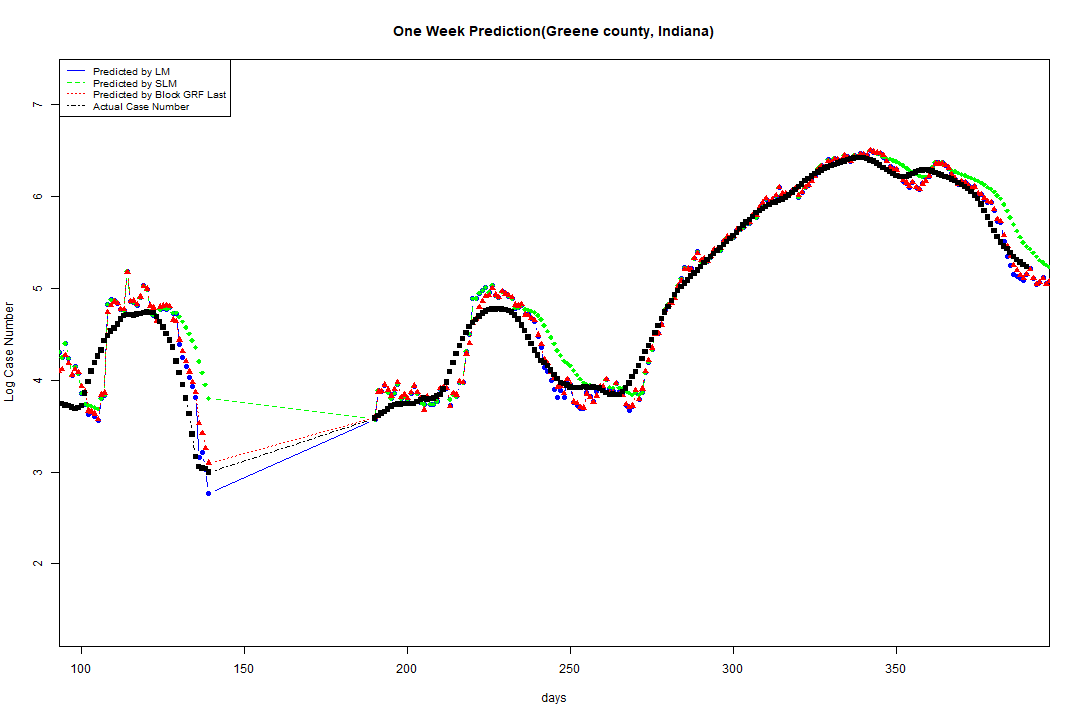 One Week Prediction(Greene county, Indiana)
Predicted by LM
Predicted by SLM
Predicted by Block GRF Last
Actual Case Number
Log Case Number
7
6
5
4
3
2
100 150 200 250 300 350
days